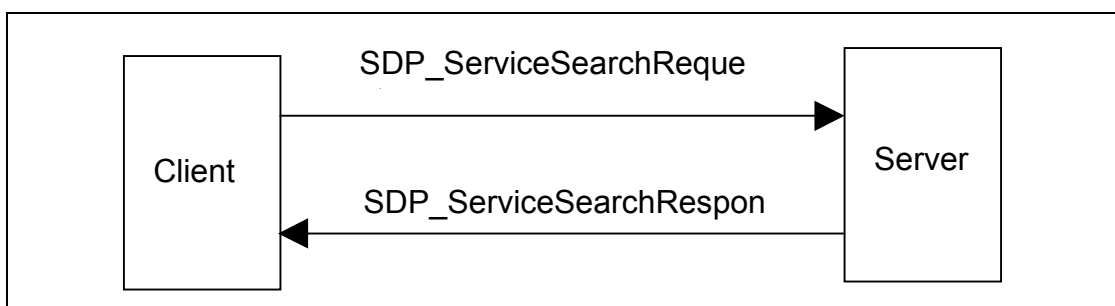 SDP_ServiceSearchReque
Client
Server
SDP_ServiceSearchRespon